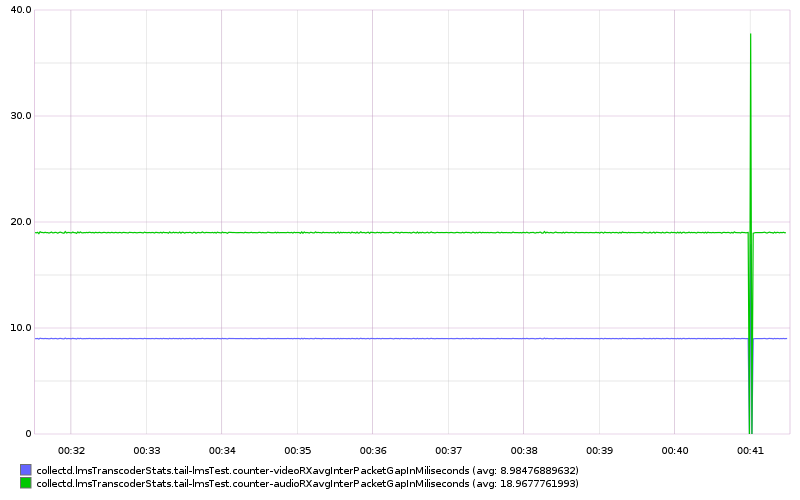 40.0
30.0
20.0
10.0
0
00:32 00:33 00:34 00:35 00:36 00:37 00:38 00:39 00:40 00:41
collectd.lmsTranscoderStats.tail-lmsTest.counter-videoRXavgInterPacketGapInMiliseconds (avg: 8.98476889632)
collectd.lmsTranscoderStats.tail-lmsTest.counter-audioRXavgInterPacketGapInMiliseconds (avg: 18.9677761993)